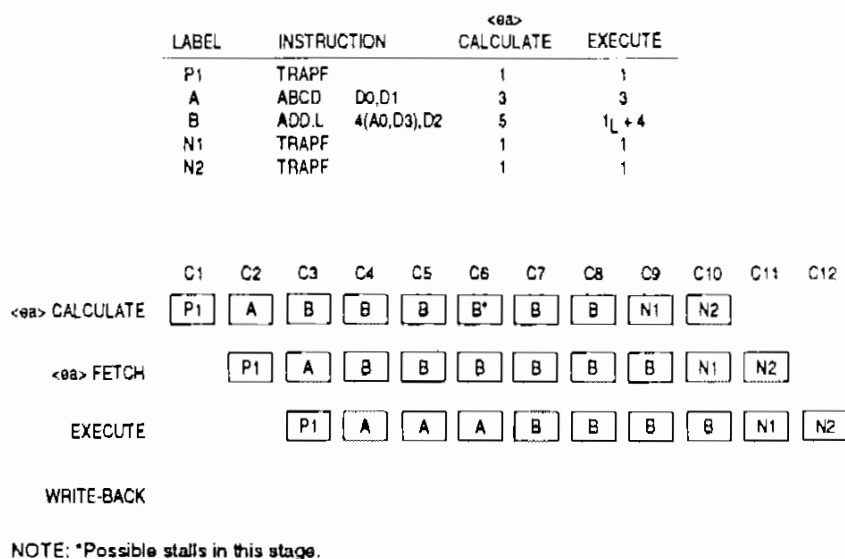 <ea>
LABEL INSTRUCTION CALCULATE EXECUTE
P1 TRAPF 1 1
A ABCD D0,D1 3 3
B ADD.L 4(A0,D3),D2 5 1L + 4
N1 TRAPF 1 1
N2 TRAPF 1 1
C1 C2 C3 C4 C5 C6 C7 C8 C9 C10 C11 C12
<ea> CALCULATE P1 A B B B B* B B N1 N2
<ea> FETCH P1 A B B B B B B N1 N2
EXECUTE P1 A A A B B B B N1 N2
WRITE-BACK
NOTE: *Possible stalls in this stage.